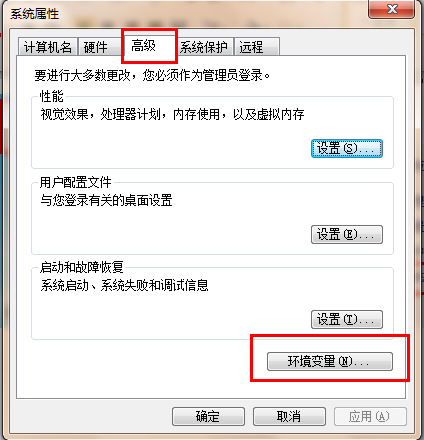 系统属性
计算机名 硬件 高级 系统保护 远程
要进行大多数更改，您必须作为管理员登录。
性能
视觉效果，处理器计划，内存使用，以及虚拟内存
设置(S)...
用户配置文件
与您登录有关的桌面设置
设置(E)...
启动和故障恢复
系统启动、系统失败和调试信息
设置(T)...
环境变量(N)...
确定 取消 应用(A)